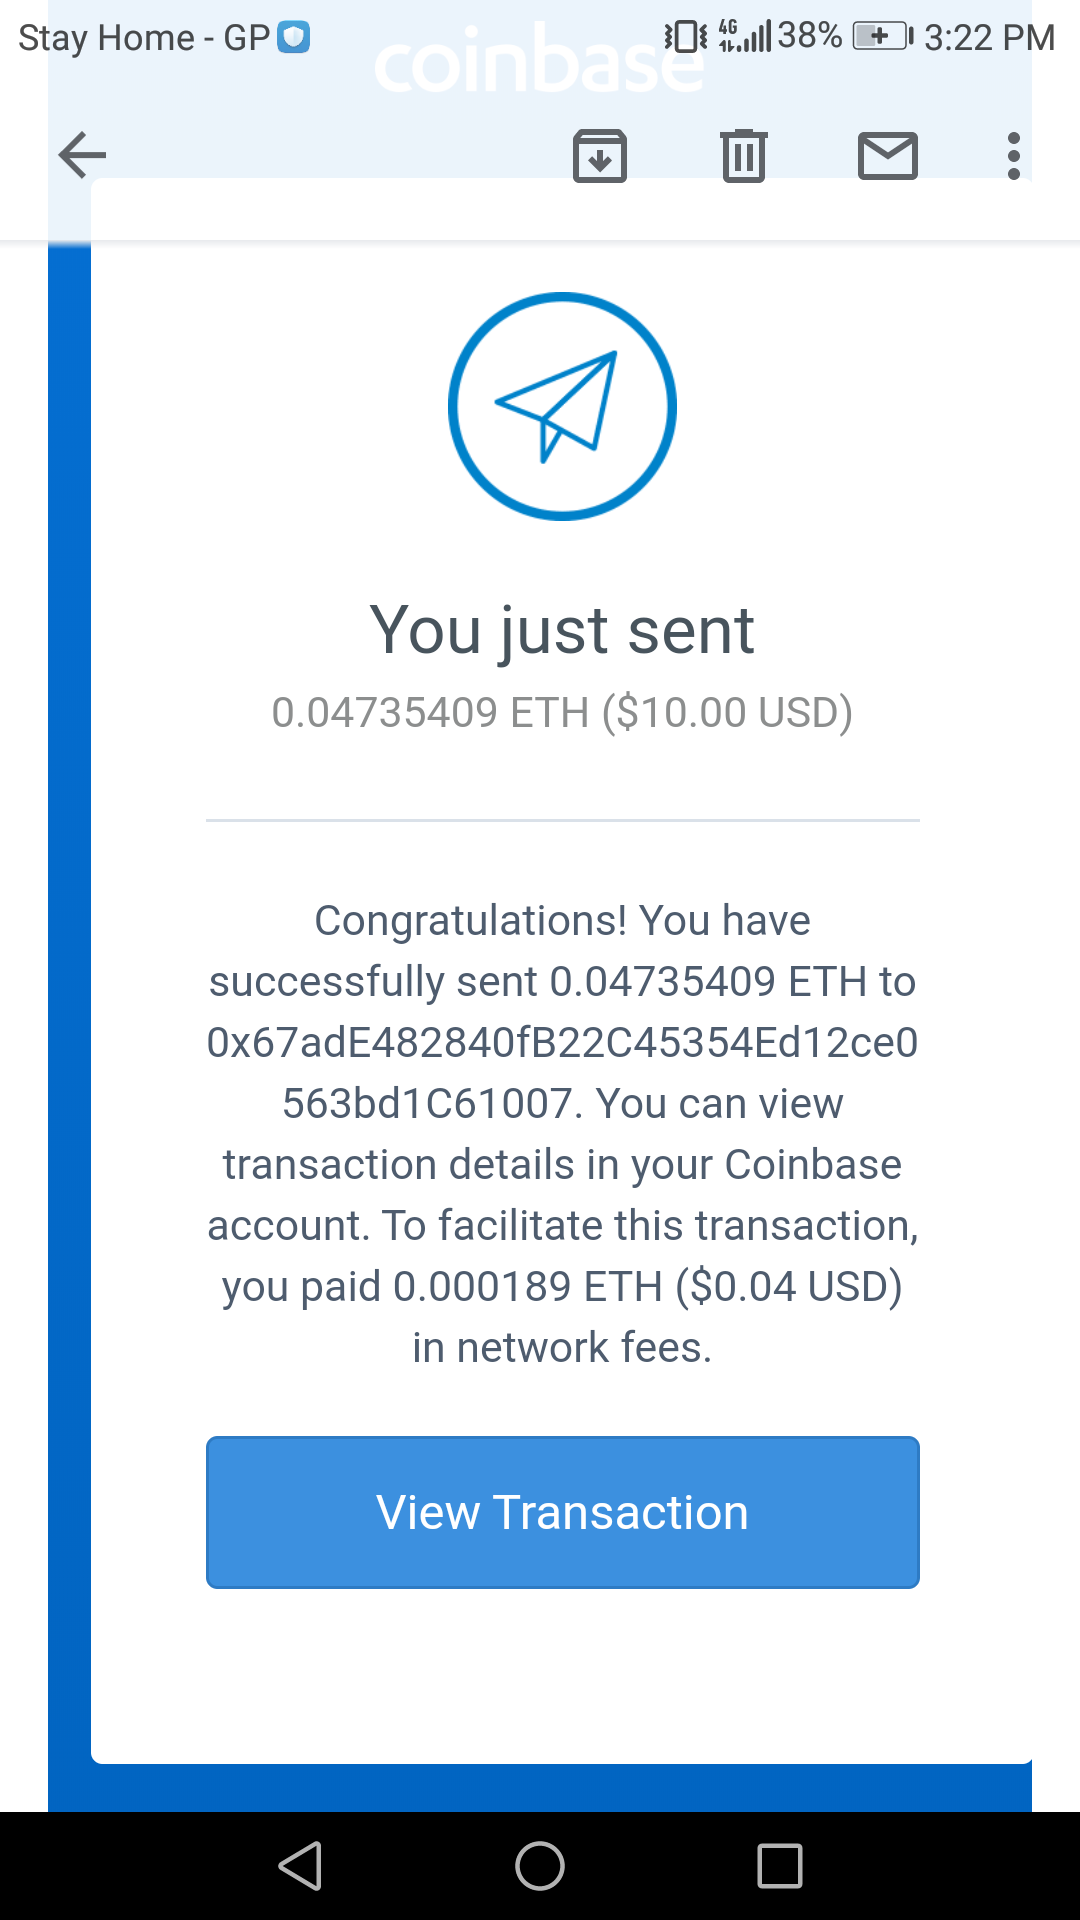 Stay Home - GP 4G 38% 3:22 PM
coinbase
You just sent
0.04735409 ETH ($10.00 USD)
Congratulations! You have
successfully sent 0.04735409 ETH to
0x67adE482840fB22C45354Ed12ce0
563bd1C61007. You can view
transaction details in your Coinbase
account. To facilitate this transaction,
you paid 0.000189 ETH ($0.04 USD)
in network fees.
View Transaction